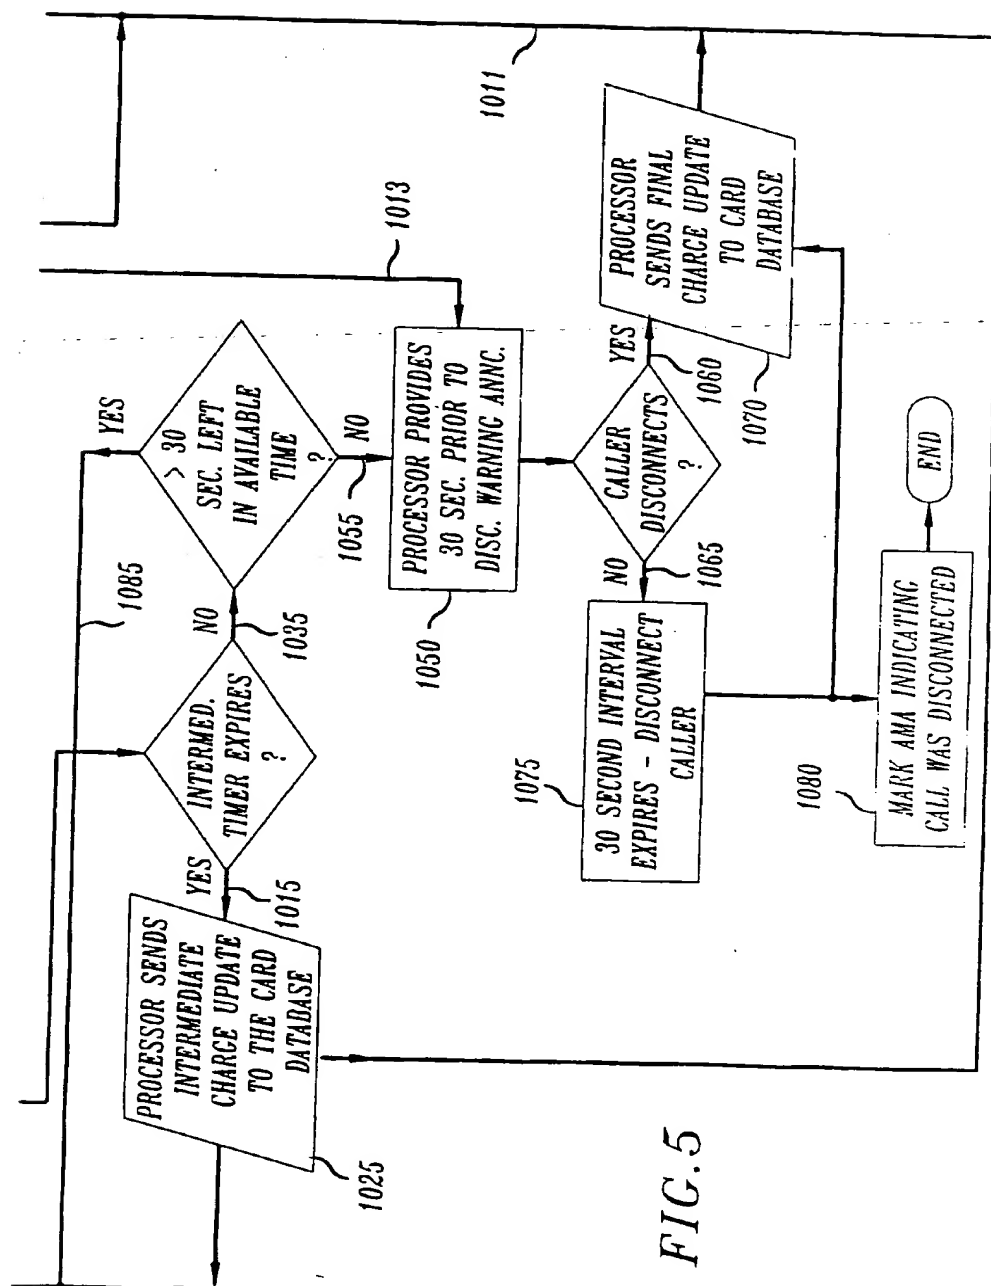 1011
1013
1085
YES
> 30
SEC. LEFT
IN AVAILABLE
TIME
?
NO
1055
NO
1035
INTERMED.
TIMER EXPIRES
?
YES
1015
PROCESSOR SENDS
INTERMEDIATE
CHARGE UPDATE
TO THE CARD
DATABASE
1025
PROCESSOR PROVIDES
30 SEC. PRIOR TO
DISC. WARNING ANNC.
1050
CALLER
DISCONNECTS
?
YES
1060
NO
1065
PROCESSOR
SENDS FINAL
CHARGE UPDATE
TO CARD
DATABASE
1070
30 SECOND INTERVAL
EXPIRES - DISCONNECT
CALLER
1075
MARK AMA INDICATING
CALL WAS DISCONNECTED
1080
END
FIG.5